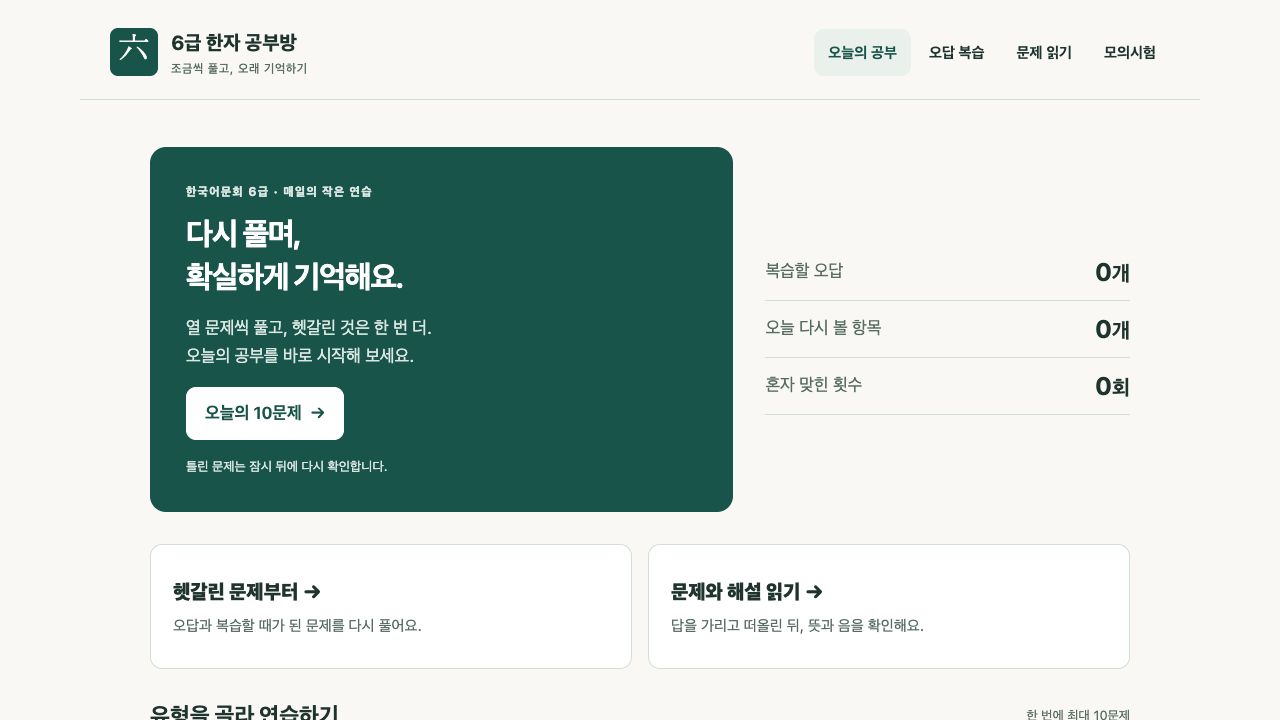 六
6급 한자 공부방
조금씩 풀고, 오래 기억하기
오늘의 공부
오답 복습
문제 읽기
모의시험
한국어문회 6급 · 매일의 작은 연습
다시 풀며,
확실하게 기억해요.
열 문제씩 풀고, 헷갈린 것은 한 번 더.
오늘의 공부를 바로 시작해 보세요.
오늘의 10문제 →
틀린 문제는 잠시 뒤에 다시 확인합니다.
복습할 오답 0개
오늘 다시 볼 항목 0개
혼자 맞힌 횟수 0회
헷갈린 문제부터 →
오답과 복습할 때가 된 문제를 다시 풀어요.
문제와 해설 읽기 →
답을 가리고 떠올린 뒤, 뜻과 음을 확인해요.
유형을 골라 연습하기
한 번에 최대 10문제